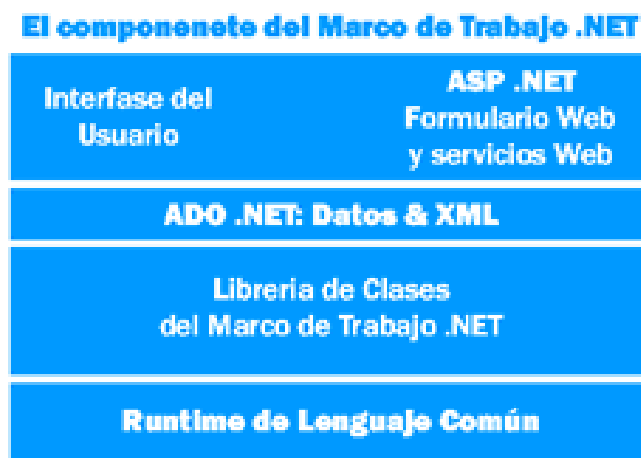 El componenete del Marco de Trabajo .NET
Interfase del
Usuario
ASP .NET
Formulario Web
y servicios Web
ADO .NET: Datos & XML
Libreria de Clases
del Marco de Trabajo .NET
Runtime de Lenguaje Común